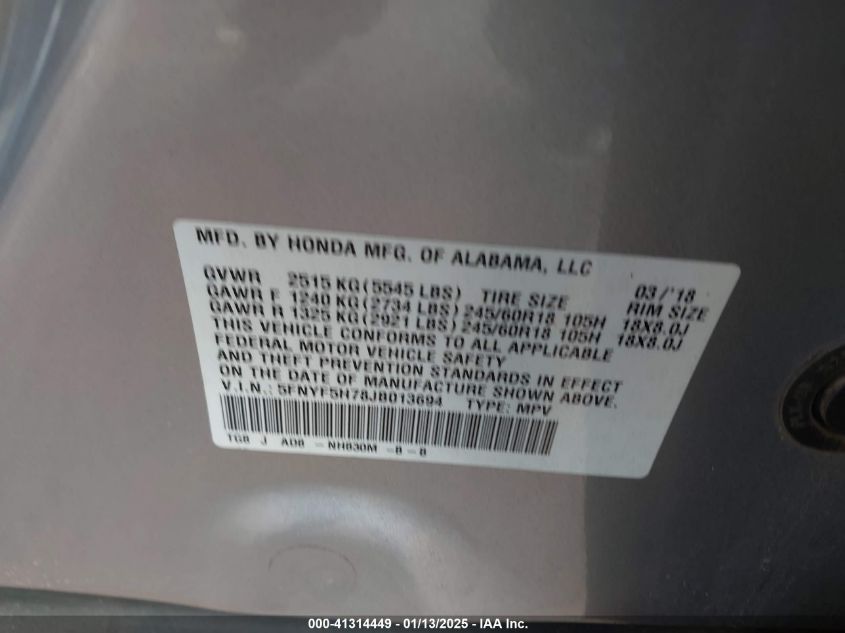 MFD. BY HONDA MFG. OF ALABAMA, LLC
GVWR 2515 KG(5545 LBS) TIRE SIZE 03/'18 RIM SIZE
GAWR F 1240 KG(2734 LBS) 245/60R18 105H 18X8.0J
GAWR R 1325 KG(2921 LBS) 245/60R18 105H 18X8.0J
THIS VEHICLE CONFORMS TO ALL APPLICABLE
FEDERAL MOTOR VEHICLE SAFETY
AND THEFT PREVENTION STANDARDS IN EFFECT
ON THE DATE OF MANUFACTURE SHOWN ABOVE.
V.I.N.: 5FNYF5H78JB013694 TYPE: MPV
TG8 J AD8 -NH830M -8-8
000-41314449 - 01/13/2025 - IAA Inc.